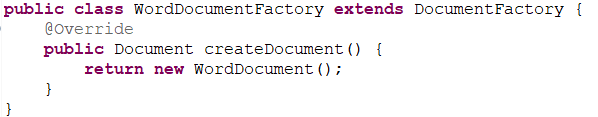 public class WordDocumentFactory extends DocumentFactory {
    @Override
    public Document createDocument() {
        return new WordDocument();
    }
}